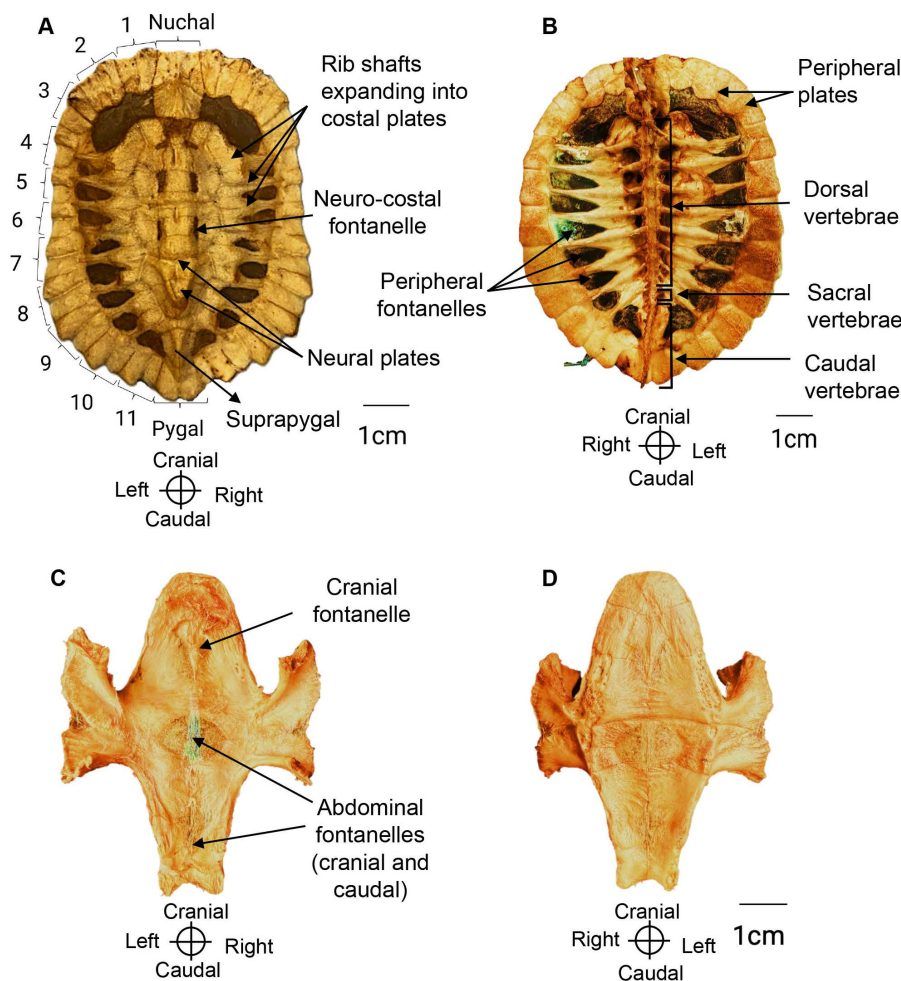 A
1
Nuchal
2
3
4
5
6
7
8
9
10
11
Pygal
Rib shafts
expanding into
costal plates
Neuro-costal
fontanelle
Neural plates
Suprapygal
1cm
Cranial
Left
Right
Caudal
B
Peripheral
plates
Dorsal
vertebrae
Peripheral
fontanelles
Sacral
vertebrae
Caudal
vertebrae
Cranial
Right
Left
Caudal
1cm
C
Cranial
fontanelle
Abdominal
fontanelles
(cranial and
caudal)
Cranial
Left
Right
Caudal
D
Cranial
Right
Left
Caudal
1cm